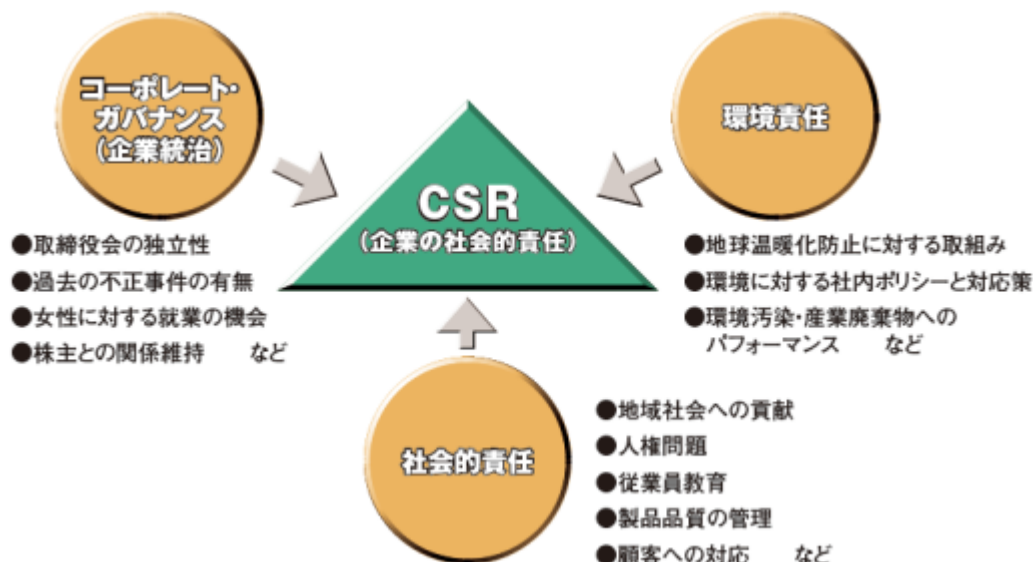 コーポレート・
ガバナンス
(企業統治)
●取締役会の独立性
●過去の不正事件の有無
●女性に対する就業の機会
●株主との関係維持 など
CSR
(企業の社会的責任)
環境責任
●地球温暖化防止に対する取組み
●環境に対する社内ポリシーと対応策
●環境汚染・産業廃棄物への
パフォーマンス など
社会的責任
●地域社会への貢献
●人権問題
●従業員教育
●製品品質の管理
●顧客への対応 など